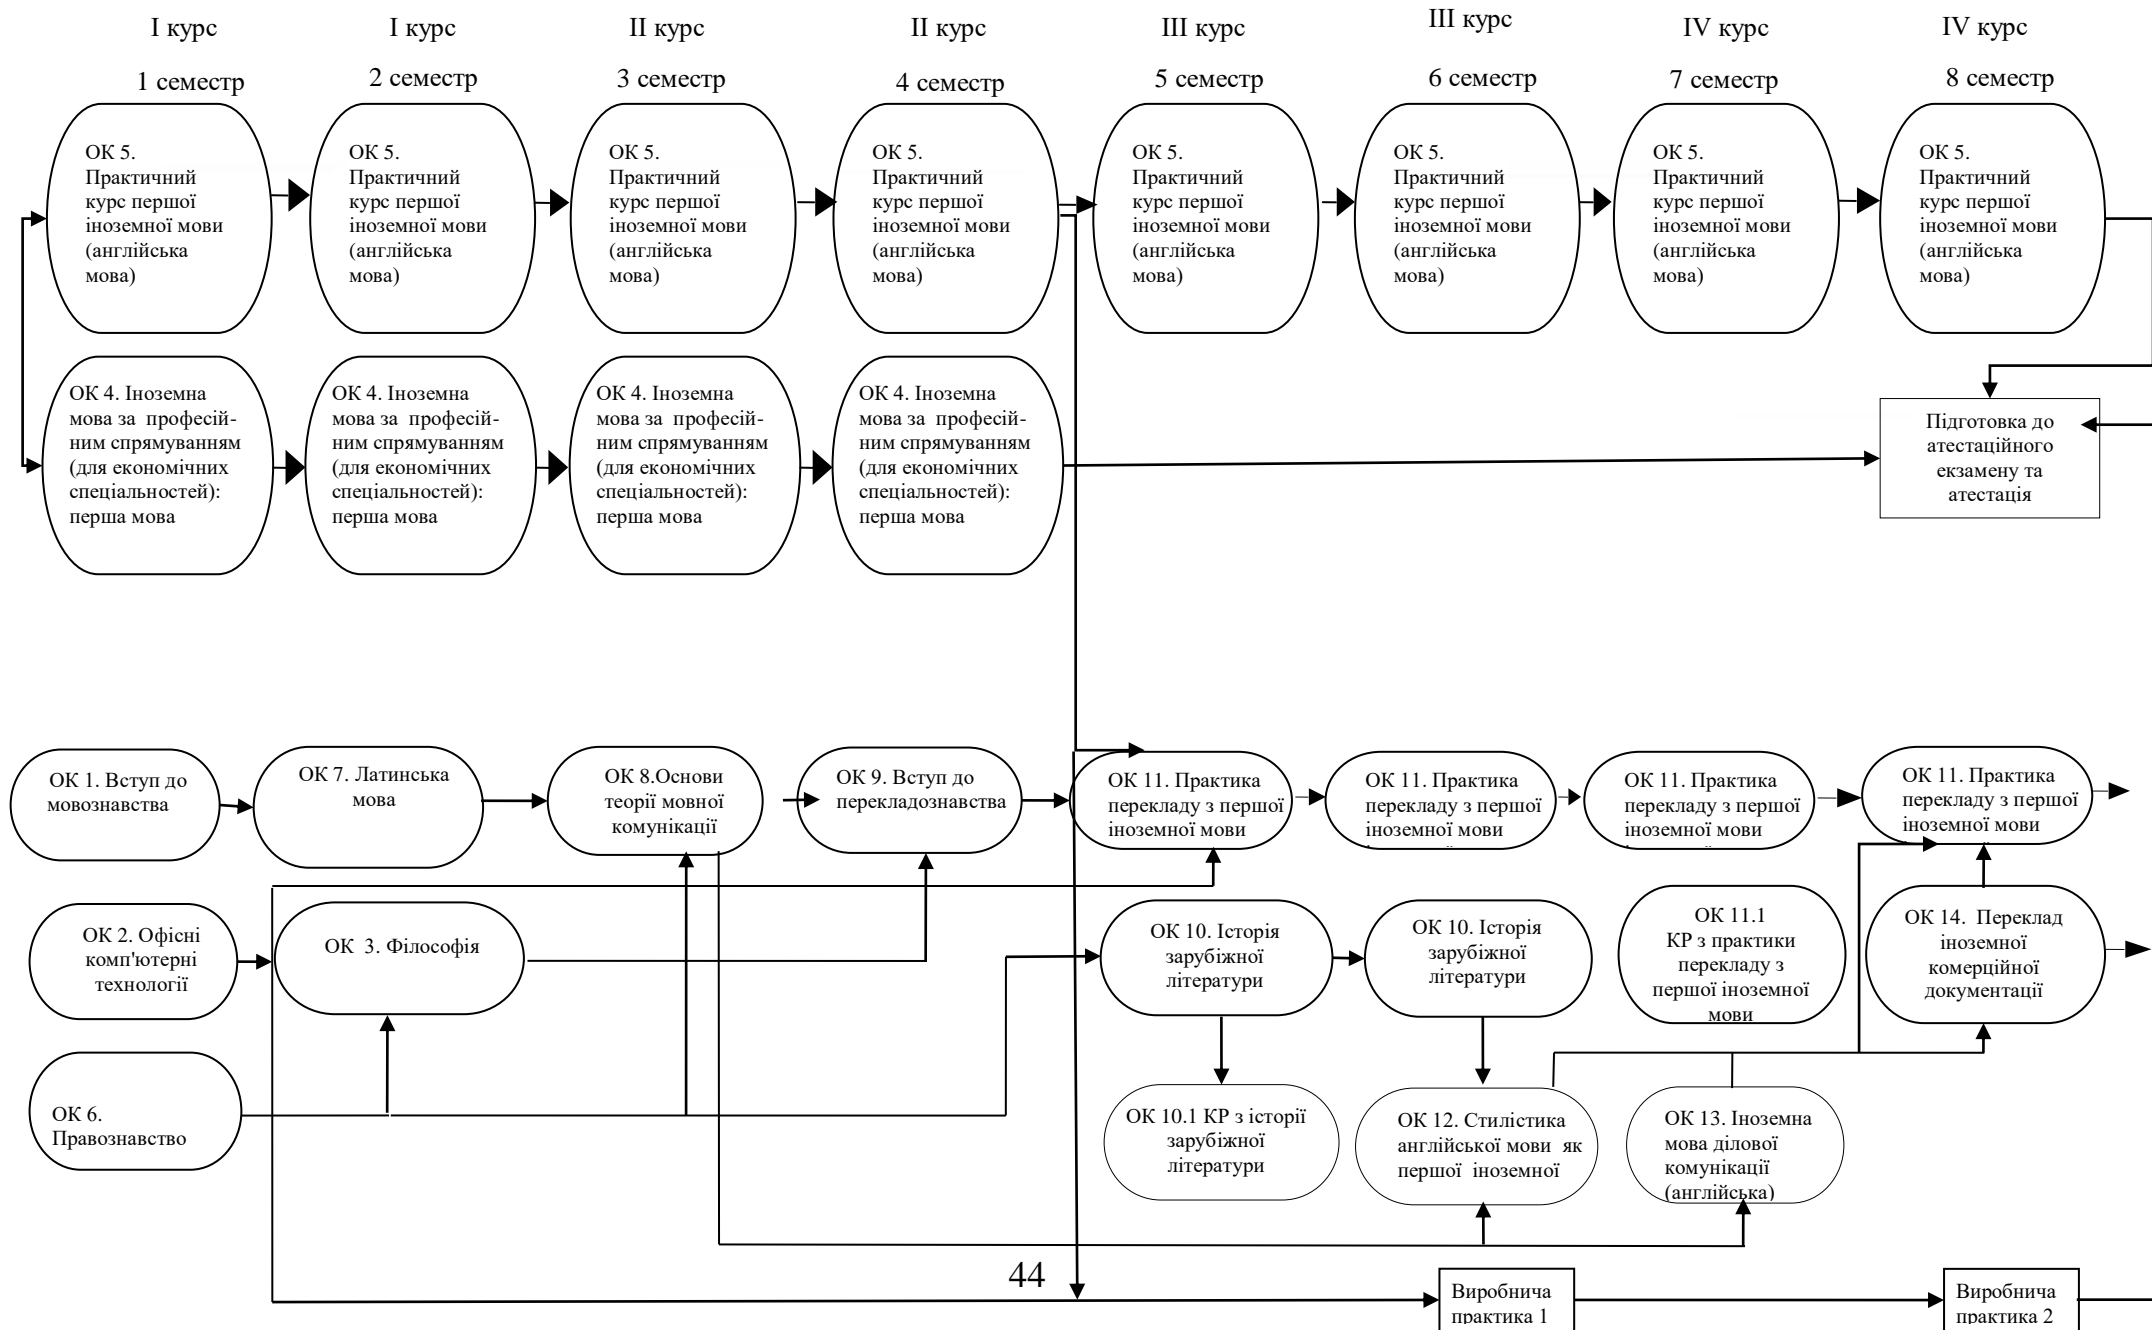 І курс
І курс
ІІ курс
ІІ курс
ІІІ курс
ІІІ курс
IV курс
IV курс
1 семестр
2 семестр
3 семестр
4 семестр
5 семестр
6 семестр
7 семестр
8 семестр
ОК 5.
Практичний
курс першої
іноземної мови
(англійська
мова)
ОК 5.
Практичний
курс першої
іноземної мови
(англійська
мова)
ОК 5.
Практичний
курс першої
іноземної мови
(англійська
мова)
ОК 5.
Практичний
курс першої
іноземної мови
(англійська
мова)
ОК 5.
Практичний
курс першої
іноземної мови
(англійська
мова)
ОК 5.
Практичний
курс першої
іноземної мови
(англійська
мова)
ОК 5.
Практичний
курс першої
іноземної мови
(англійська
мова)
ОК 5.
Практичний
курс першої
іноземної мови
(англійська
мова)
ОК 4. Іноземна
мова за професій-
ним спрямуванням
(для економічних
спеціальностей):
перша мова
ОК 4. Іноземна
мова за професій-
ним спрямуванням
(для економічних
спеціальностей):
перша мова
ОК 4. Іноземна
мова за професій-
ним спрямуванням
(для економічних
спеціальностей):
перша мова
ОК 4. Іноземна
мова за професій-
ним спрямуванням
(для економічних
спеціальностей):
перша мова
Підготовка до
атестаційного
екзамену та
атестація
ОК 1. Вступ до
мовознавства
ОК 7. Латинська
мова
ОК 8.Основи
теорії мовної
комунікації
ОК 9. Вступ до
перекладознавства
ОК 11. Практика
перекладу з першої
іноземної мови
ОК 11. Практика
перекладу з першої
іноземної мови
ОК 11. Практика
перекладу з першої
іноземної мови
ОК 11. Практика
перекладу з першої
іноземної мови
ОК 2. Офісні
комп'ютерні
технології
ОК 3. Філософія
ОК 10. Історія
зарубіжної
літератури
ОК 10. Історія
зарубіжної
літератури
ОК 11.1
КР з практики
перекладу з
першої іноземної
мови
ОК 14. Переклад
іноземної
комерційної
документації
ОК 6.
Правознавство
ОК 10.1 КР з історії
зарубіжної
літератури
ОК 12. Стилістика
англійської мови як
першої іноземної
ОК 13. Іноземна
мова ділової
комунікації
(англійська)
44
Виробнича
практика 1
Виробнича
практика 2